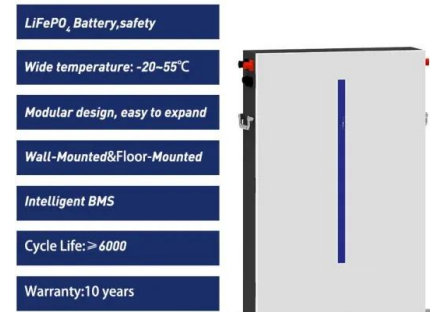 LiFePO₄ Battery,safety
Wide temperature: -20~55℃
Modular design, easy to expand
Wall-Mounted&Floor-Mounted
Intelligent BMS
Cycle Life:≥6000
Warranty:10 years